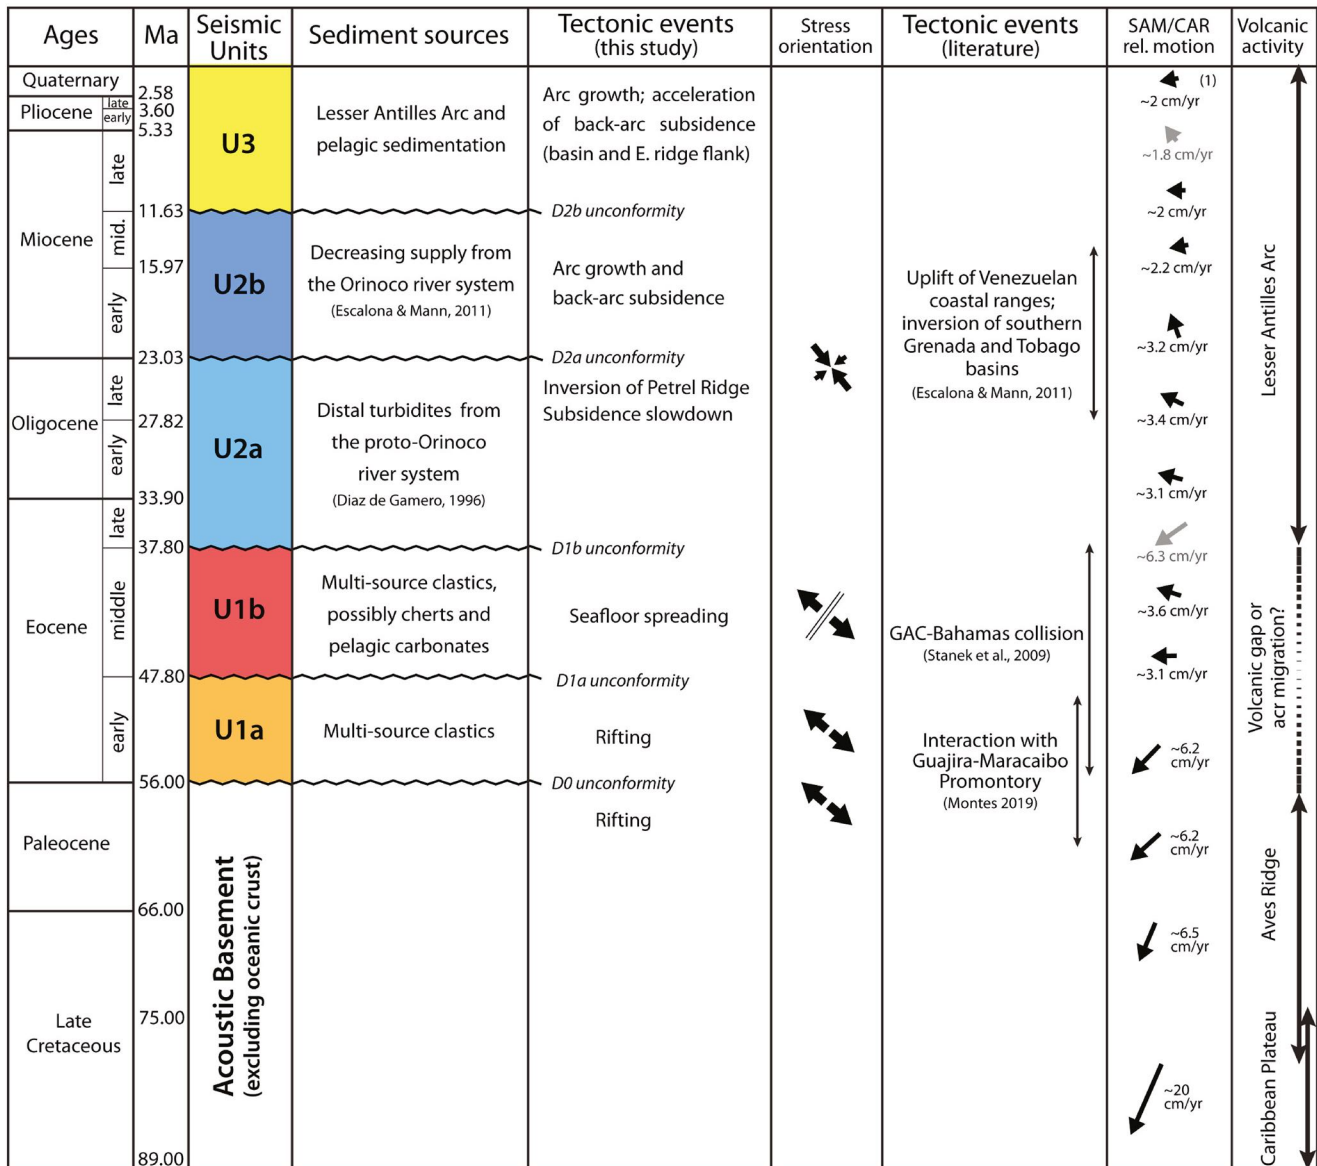 Ages
Ma
Seismic
Units
Sediment sources
Tectonic events
(this study)
Stress
orientation
Tectonic events
(literature)
SAM/CAR
rel. motion
Volcanic
activity
Quaternary
Pliocene
late
early
Miocene
late
mid.
early
Oligocene
late
early
Eocene
late
middle
early
Paleocene
Late
Cretaceous
2.58
3.60
5.33
11.63
15.97
23.03
27.82
33.90
37.80
47.80
56.00
66.00
75.00
89.00
U3
U2b
U2a
U1b
U1a
Acoustic Basement
(excluding oceanic crust)
Lesser Antilles Arc and
pelagic sedimentation
Decreasing supply from
the Orinoco river system
(Escalona & Mann, 2011)
Distal turbidites from
the proto-Orinoco
river system
(Diaz de Gamero, 1996)
Multi-source clastics,
possibly cherts and
pelagic carbonates
Multi-source clastics
Arc growth; acceleration
of back-arc subsidence
(basin and E. ridge flank)
D2b unconformity
Arc growth and
back-arc subsidence
D2a unconformity
Inversion of Petrel Ridge
Subsidence slowdown
D1b unconformity
Seafloor spreading
D1a unconformity
Rifting
D0 unconformity
Rifting
Uplift of Venezuelan
coastal ranges;
inversion of southern
Grenada and Tobago
basins
(Escalona & Mann, 2011)
GAC-Bahamas collision
(Stanek et al., 2009)
Interaction with
Guajira-Maracaibo
Promontory
(Montes 2019)
(1)
~2 cm/yr
~1.8 cm/yr
~2 cm/yr
~2.2 cm/yr
~3.2 cm/yr
~3.4 cm/yr
~3.1 cm/yr
~6.3 cm/yr
~3.6 cm/yr
~3.1 cm/yr
~6.2
cm/yr
~6.2
cm/yr
~6.5
cm/yr
~20
cm/yr
Lesser Antilles Arc
Volcanic gap or
acr migration?
Aves Ridge
Caribbean Plateau